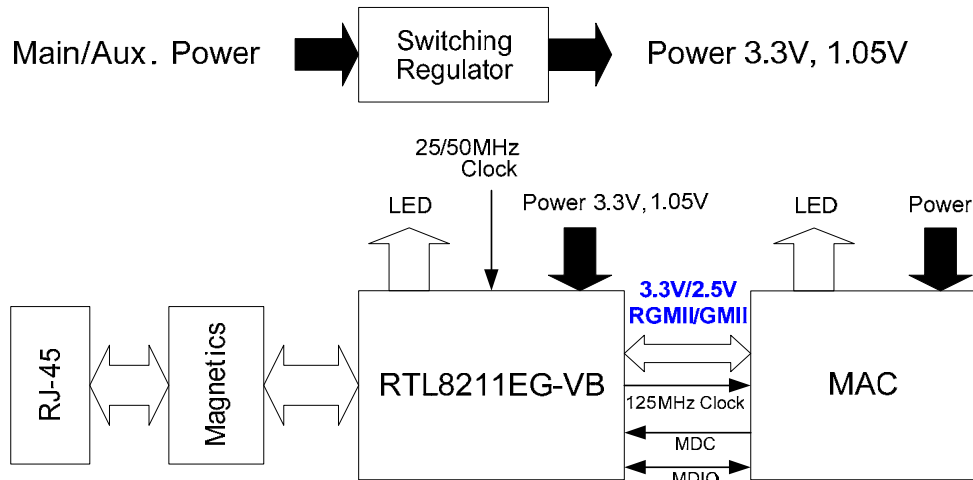 Main/Aux. Power
Switching
Regulator
Power 3.3V, 1.05V
25/50MHz
Clock
LED
Power 3.3V, 1.05V
LED
Power
3.3V/2.5V
RGMII/GMII
RJ-45
Magnetics
RTL8211EG-VB
MAC
125MHz Clock
MDC
MDIO